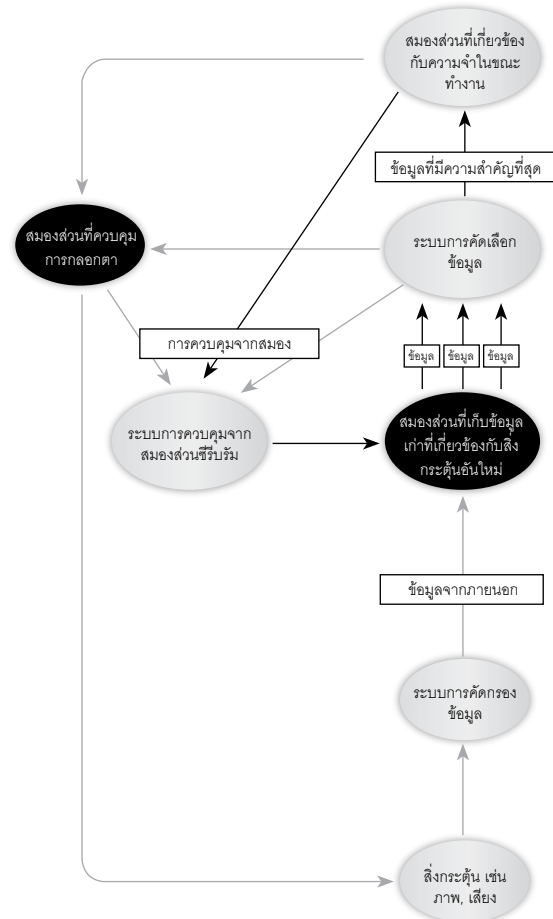 สมองส่วนที่เกี่ยวข้อง
กับความจำในขณะ
ทำงาน
ข้อมูลที่มีความสำคัญที่สุด
สมองส่วนที่ควบคุม
การกลอกตา
ระบบการคัดเลือก
ข้อมูล
การควบคุมจากสมอง
ข้อมูล
ข้อมูล
ข้อมูล
ระบบการควบคุมจาก
สมองส่วนซีรีบรัม
สมองส่วนที่เก็บข้อมูล
เก่าที่เกี่ยวข้องกับสิ่ง
กระตุ้นอันใหม่
ข้อมูลจากภายนอก
ระบบการคัดกรอง
ข้อมูล
สิ่งกระตุ้น เช่น
ภาพ, เสียง